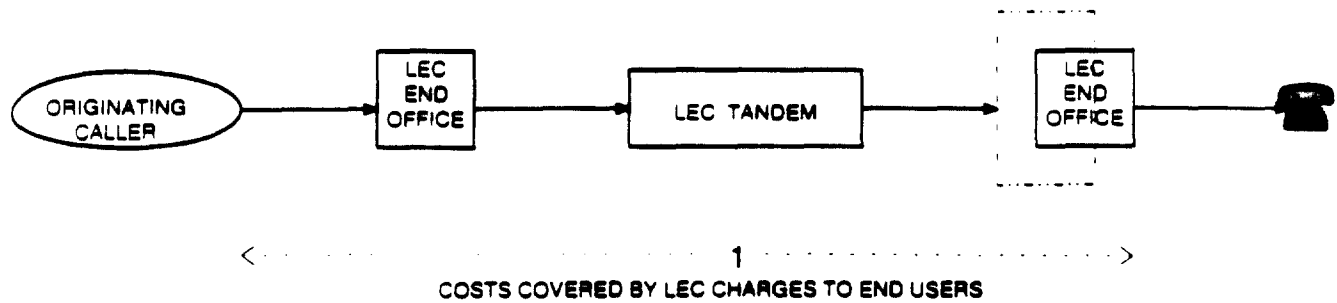 ORIGINATING
CALLER
LEC
END
OFFICE
LEC TANDEM
LEC
END
OFFICE
1
COSTS COVERED BY LEC CHARGES TO END USERS